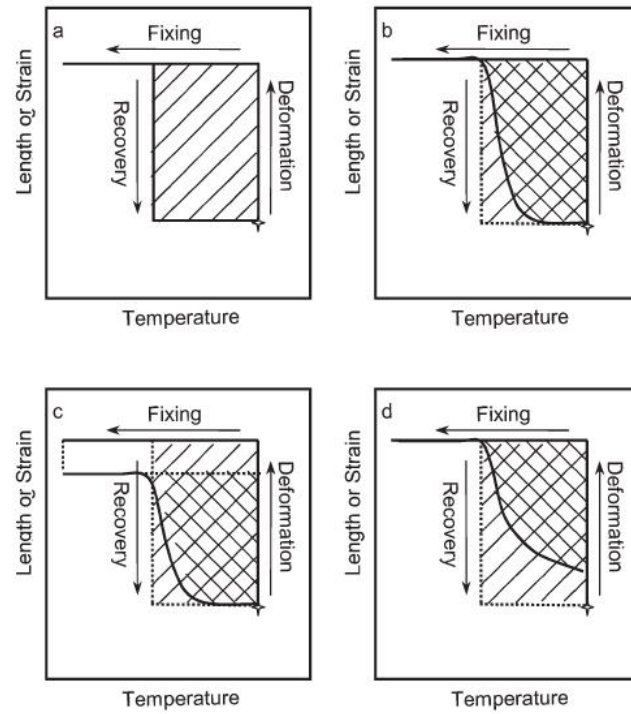 a
Fixing
Length or Strain
Recovery
Deformation
Temperature
b
Fixing
Length or Strain
Recovery
Deformation
Temperature
c
Fixing
Length or Strain
Recovery
Deformation
Temperature
d
Fixing
Length or Strain
Recovery
Deformation
Temperature